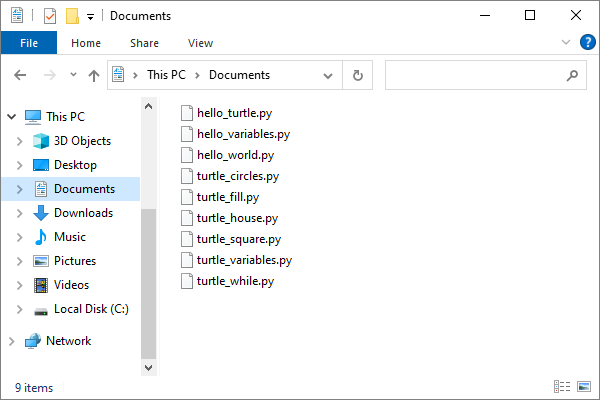 Documents
File Home Share View
This PC Documents
This PC
3D Objects
Desktop
Documents
Downloads
Music
Pictures
Videos
Local Disk (C:)
Network
hello_turtle.py
hello_variables.py
hello_world.py
turtle_circles.py
turtle_fill.py
turtle_house.py
turtle_square.py
turtle_variables.py
turtle_while.py
9 items